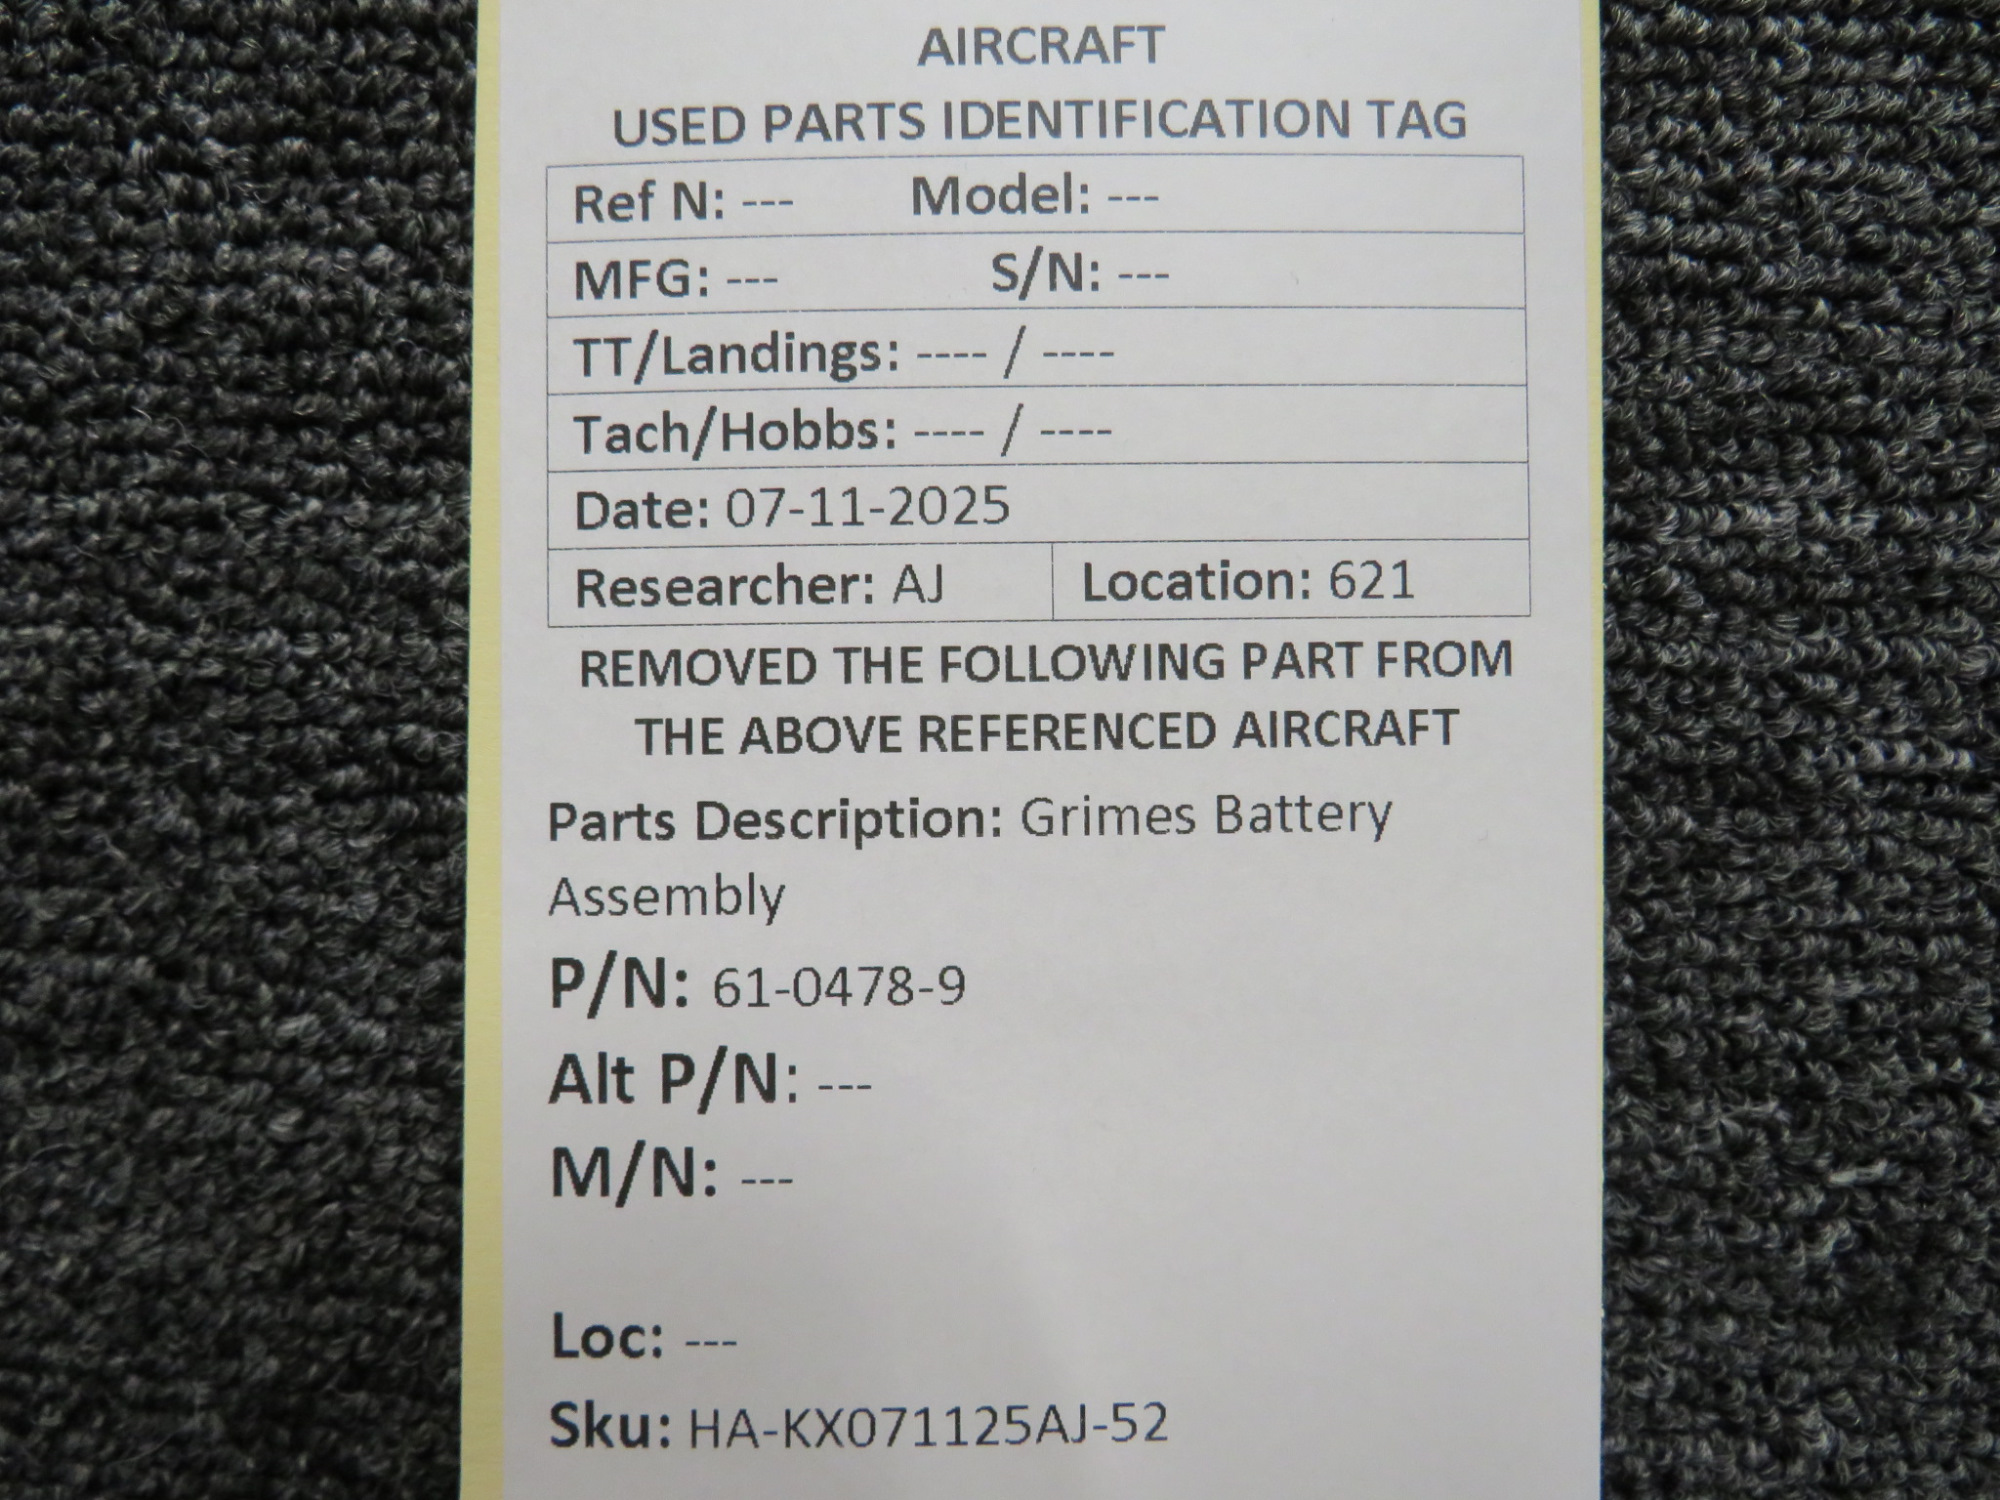 AIRCRAFT
USED PARTS IDENTIFICATION TAG
Ref N: --- Model: ---
MFG: --- S/N: ---
TT/Landings: ---- / ----
Tach/Hobbs: ---- / ----
Date: 07-11-2025
Researcher: AJ Location: 621
REMOVED THE FOLLOWING PART FROM
THE ABOVE REFERENCED AIRCRAFT
Parts Description: Grimes Battery
Assembly
P/N: 61-0478-9
Alt P/N: ---
M/N: ---
Loc: ---
Sku: HA-KX071125AJ-52